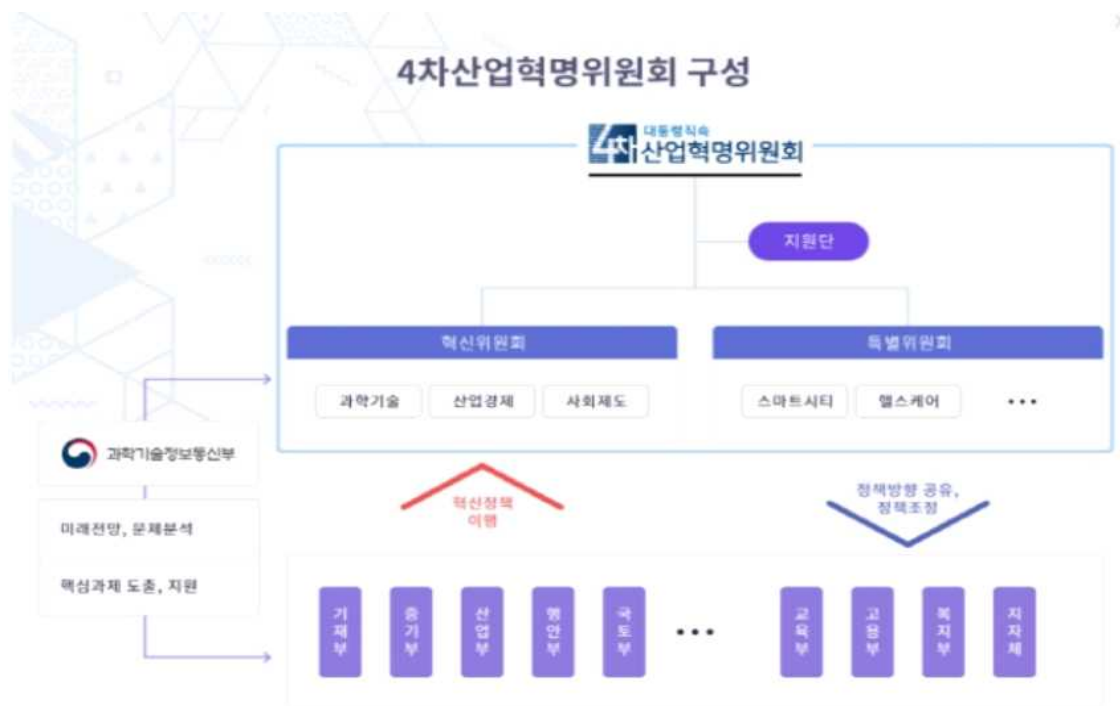 4차산업혁명위원회 구성
대통령직속
4차 산업혁명위원회
지원단
혁신위원회
특별위원회
과학기술
산업경제
사회제도
스마트시티
헬스케어
•••
과학기술정보통신부
미래전망, 문제분석
핵심과제 도출, 지원
혁신정책
이행
정책방향 공유,
정책조정
기재부
중기부
산업부
행안부
국토부
•••
교육부
고용부
복지부
지자체